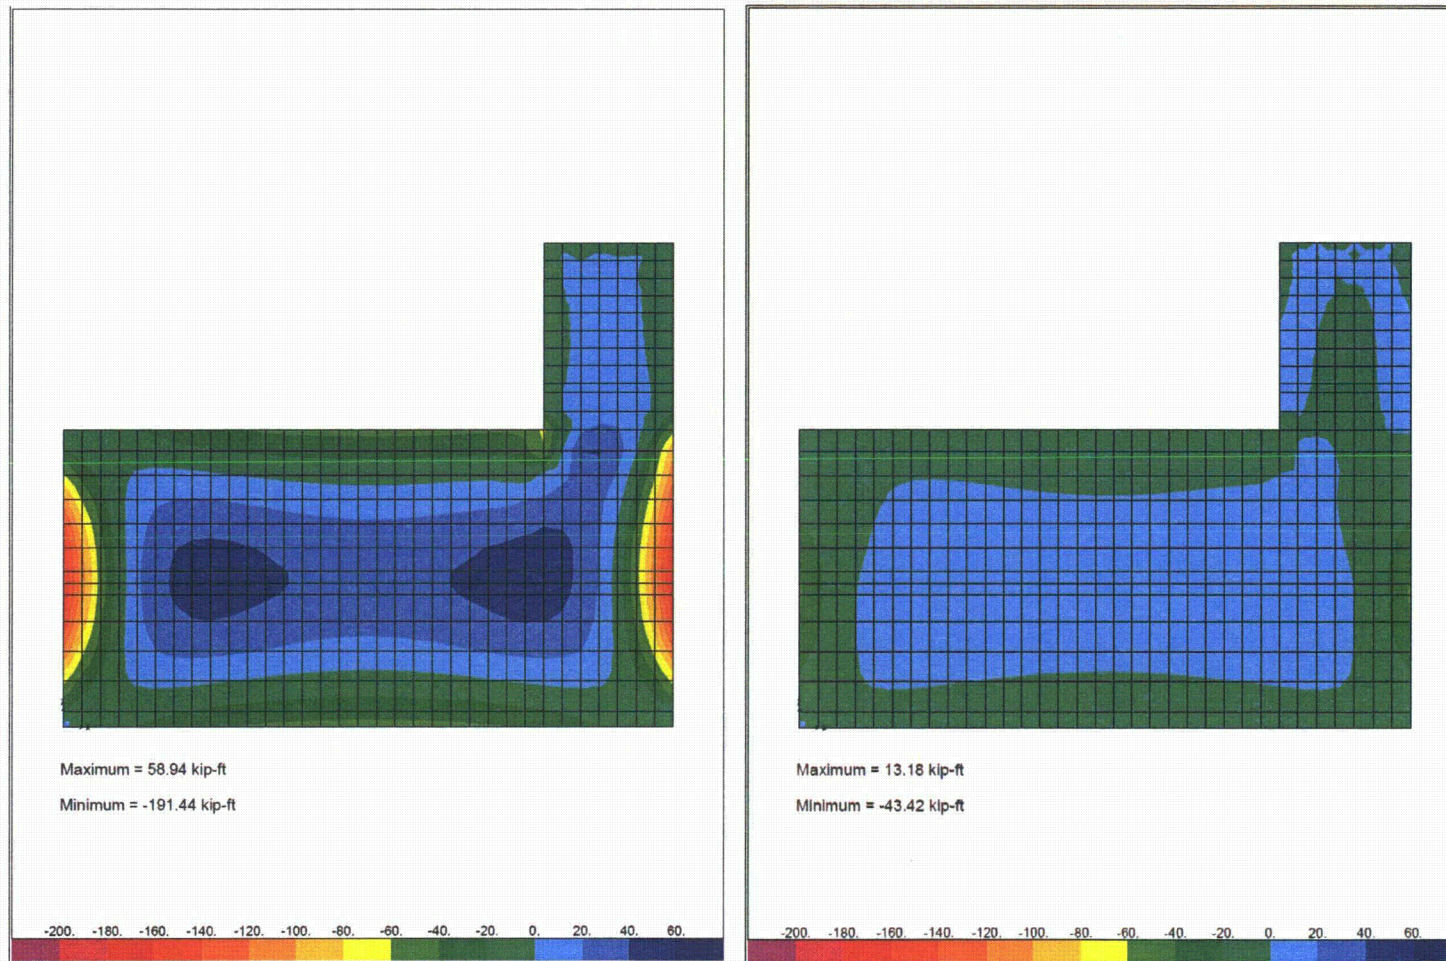 Maximum = 58.94 kip-ft
Minimum = -191.44 kip-ft
-200. -180. -160. -140. -120. -100. -80. -60. -40. -20. 0. 20. 40. 60.
Maximum = 13.18 kip-ft
Minimum = -43.42 kip-ft
-200. -180. -160. -140. -120. -100. -80. -60. -40. -20. 0. 20. 40. 60.